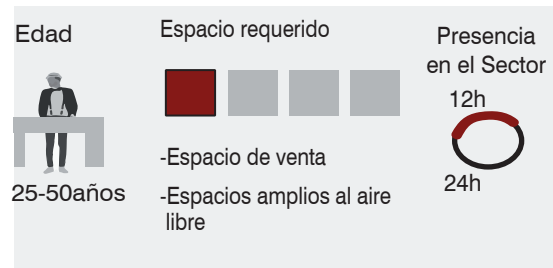 Edad
25-50años
Espacio requerido
-Espacio de venta
-Espacios amplios al aire
libre
Presencia
en el Sector
12h
24h